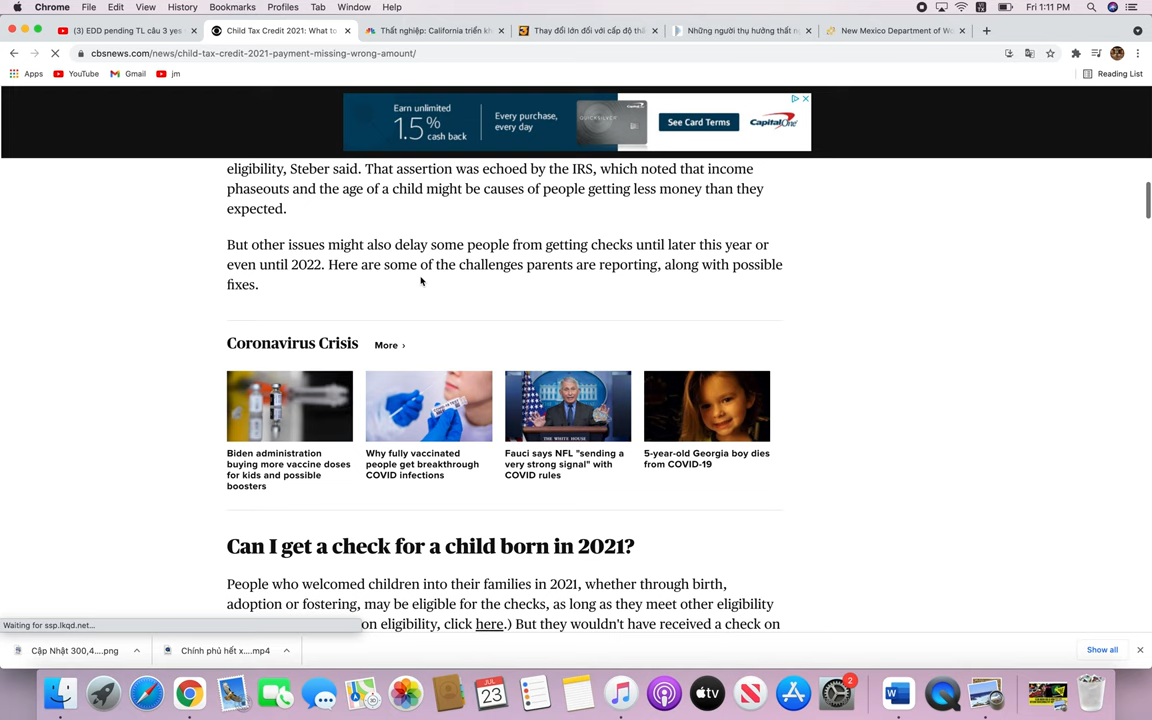 Chrome File Edit View History Bookmarks Profiles Tab Window Help Fri 1:11 PM
(3) EDD pending TL câu 3 yes
Child Tax Credit 2021: What to
Thất nghiệp: California triển kh
Thay đổi lớn đối với cấp độ th
Những người thụ hưởng thất n
New Mexico Department of W
cbsnews.com/news/child-tax-credit-2021-payment-missing-wrong-amount/
Apps YouTube Gmail jm Reading List
Earn unlimited
1.5% cash back
Every purchase,
every day
QUICKSILVER
See Card Terms
Capital One
eligibility, Steber said. That assertion was echoed by the IRS, which noted that income
phaseouts and the age of a child might be causes of people getting less money than they
expected.
But other issues might also delay some people from getting checks until later this year or
even until 2022. Here are some of the challenges parents are reporting, along with possible
fixes.
Coronavirus Crisis More ›
THE WHITE HOUSE
Biden administration
buying more vaccine doses
for kids and possible
boosters
Why fully vaccinated
people get breakthrough
COVID infections
Fauci says NFL "sending a
very strong signal" with
COVID rules
5-year-old Georgia boy dies
from COVID-19
Can I get a check for a child born in 2021?
People who welcomed children into their families in 2021, whether through birth,
adoption or fostering, may be eligible for the checks, as long as they meet other eligibility
on eligibility, click here.) But they wouldn't have received a check on
Waiting for ssp.lkqd.net...
Cập Nhật 300,4....png
Chính phủ hết x....mp4
Show all
JUL
23
tv
2